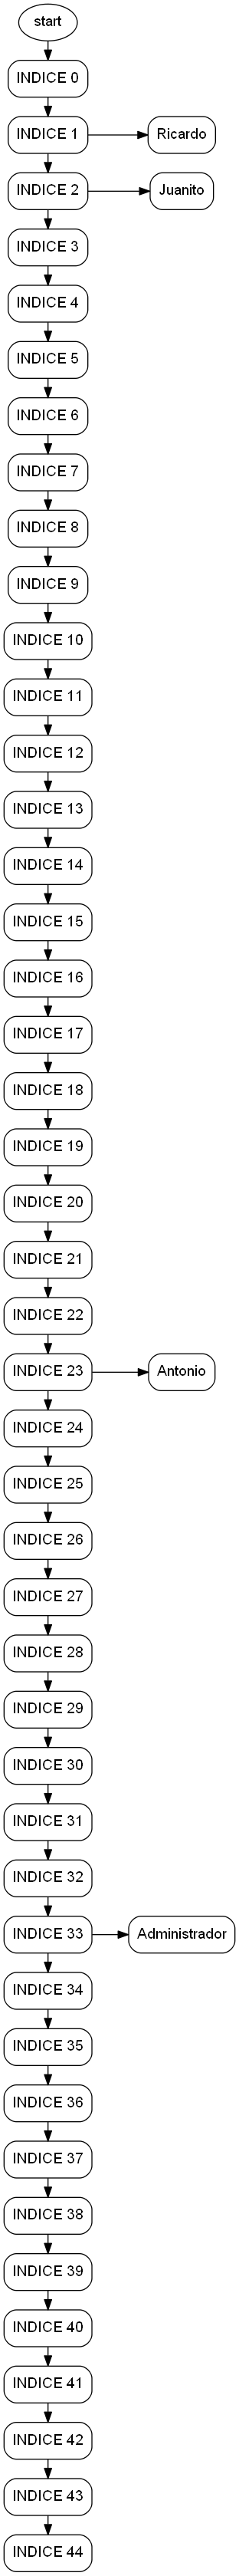 start
INDICE 0
INDICE 1
Ricardo
INDICE 2
Juanito
INDICE 3
INDICE 4
INDICE 5
INDICE 6
INDICE 7
INDICE 8
INDICE 9
INDICE 10
INDICE 11
INDICE 12
INDICE 13
INDICE 14
INDICE 15
INDICE 16
INDICE 17
INDICE 18
INDICE 19
INDICE 20
INDICE 21
INDICE 22
INDICE 23
Antonio
INDICE 24
INDICE 25
INDICE 26
INDICE 27
INDICE 28
INDICE 29
INDICE 30
INDICE 31
INDICE 32
INDICE 33
Administrador
INDICE 34
INDICE 35
INDICE 36
INDICE 37
INDICE 38
INDICE 39
INDICE 40
INDICE 41
INDICE 42
INDICE 43
INDICE 44